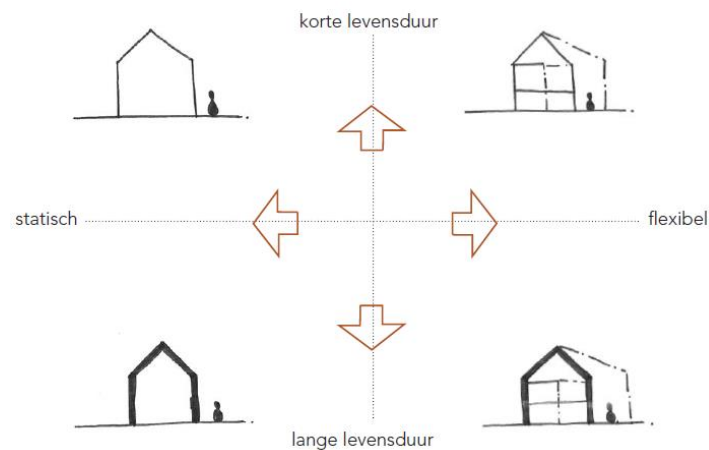 korte levensduur
statisch
flexibel
lange levensduur